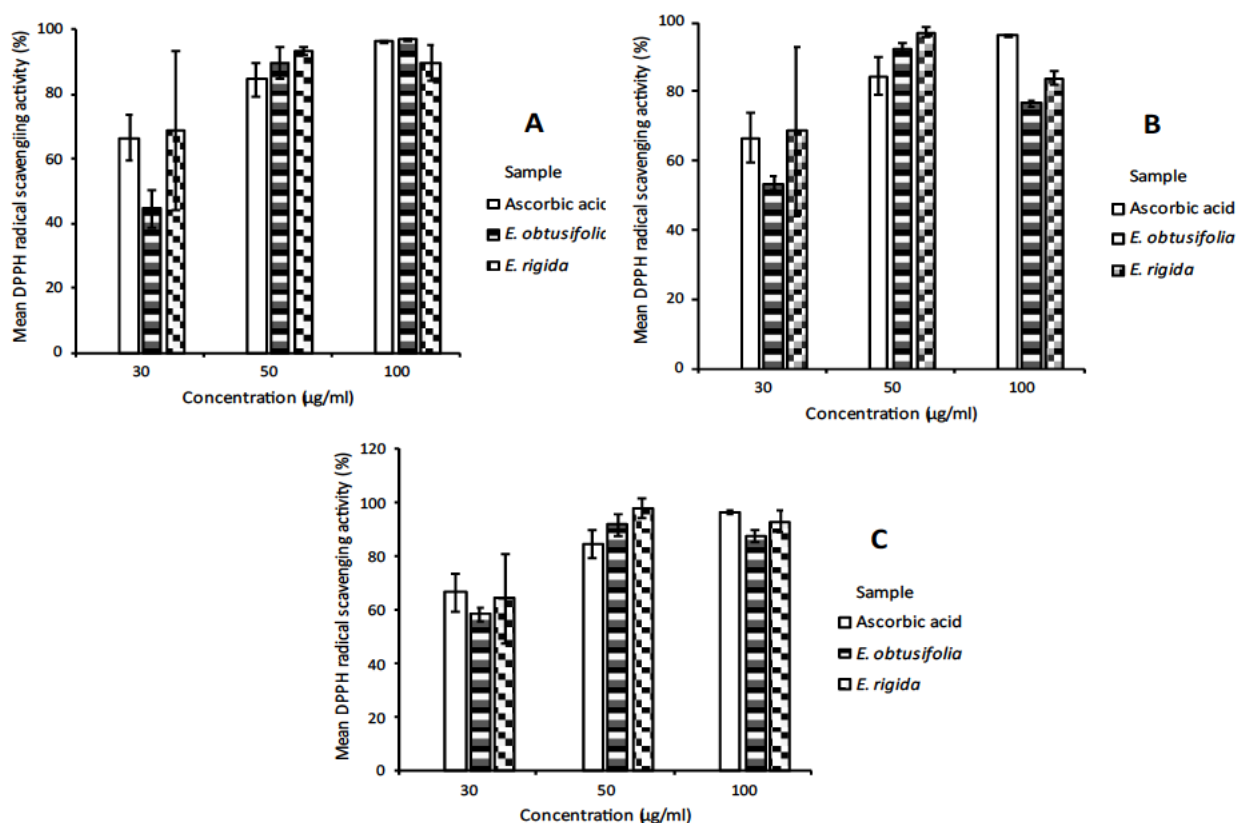 Mean DPPH radical scavengiing activity (%)
100
80
60
40
20
0
30
50
100
Concentration (µg/ml)
A
Sample
Ascorbic acid
E. obtusifolia
E. rigida
Mean DPPH radical scavenging activity (%)
100
80
60
40
20
0
30
50
100
Concentration (µg/ml)
B
Sample
Ascorbic acid
E. obtusifolia
E. rigida
Mean DPPH radical scavenging activity (%)
120
100
80
60
40
20
0
30
50
100
Concentration (µg/ml)
C
Sample
Ascorbic acid
E. obtusifolia
E. rigida